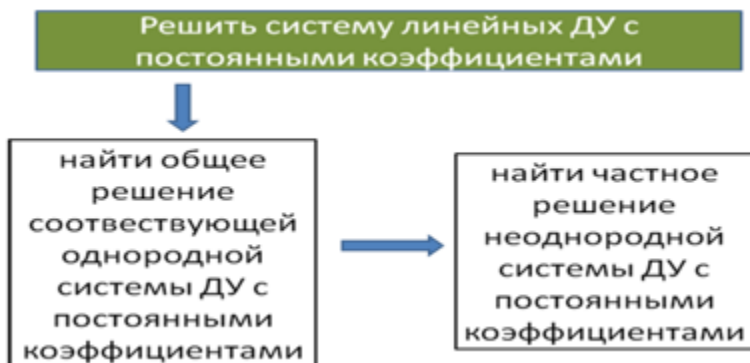 Решить систему линейных ДУ с
постоянными коэффициентами
найти общее
решение
соотвествующей
однородной
системы ДУ с
постоянными
коэффициентами
найти частное
решение
неоднородной
системы ДУ с
постоянными
коэффициентами